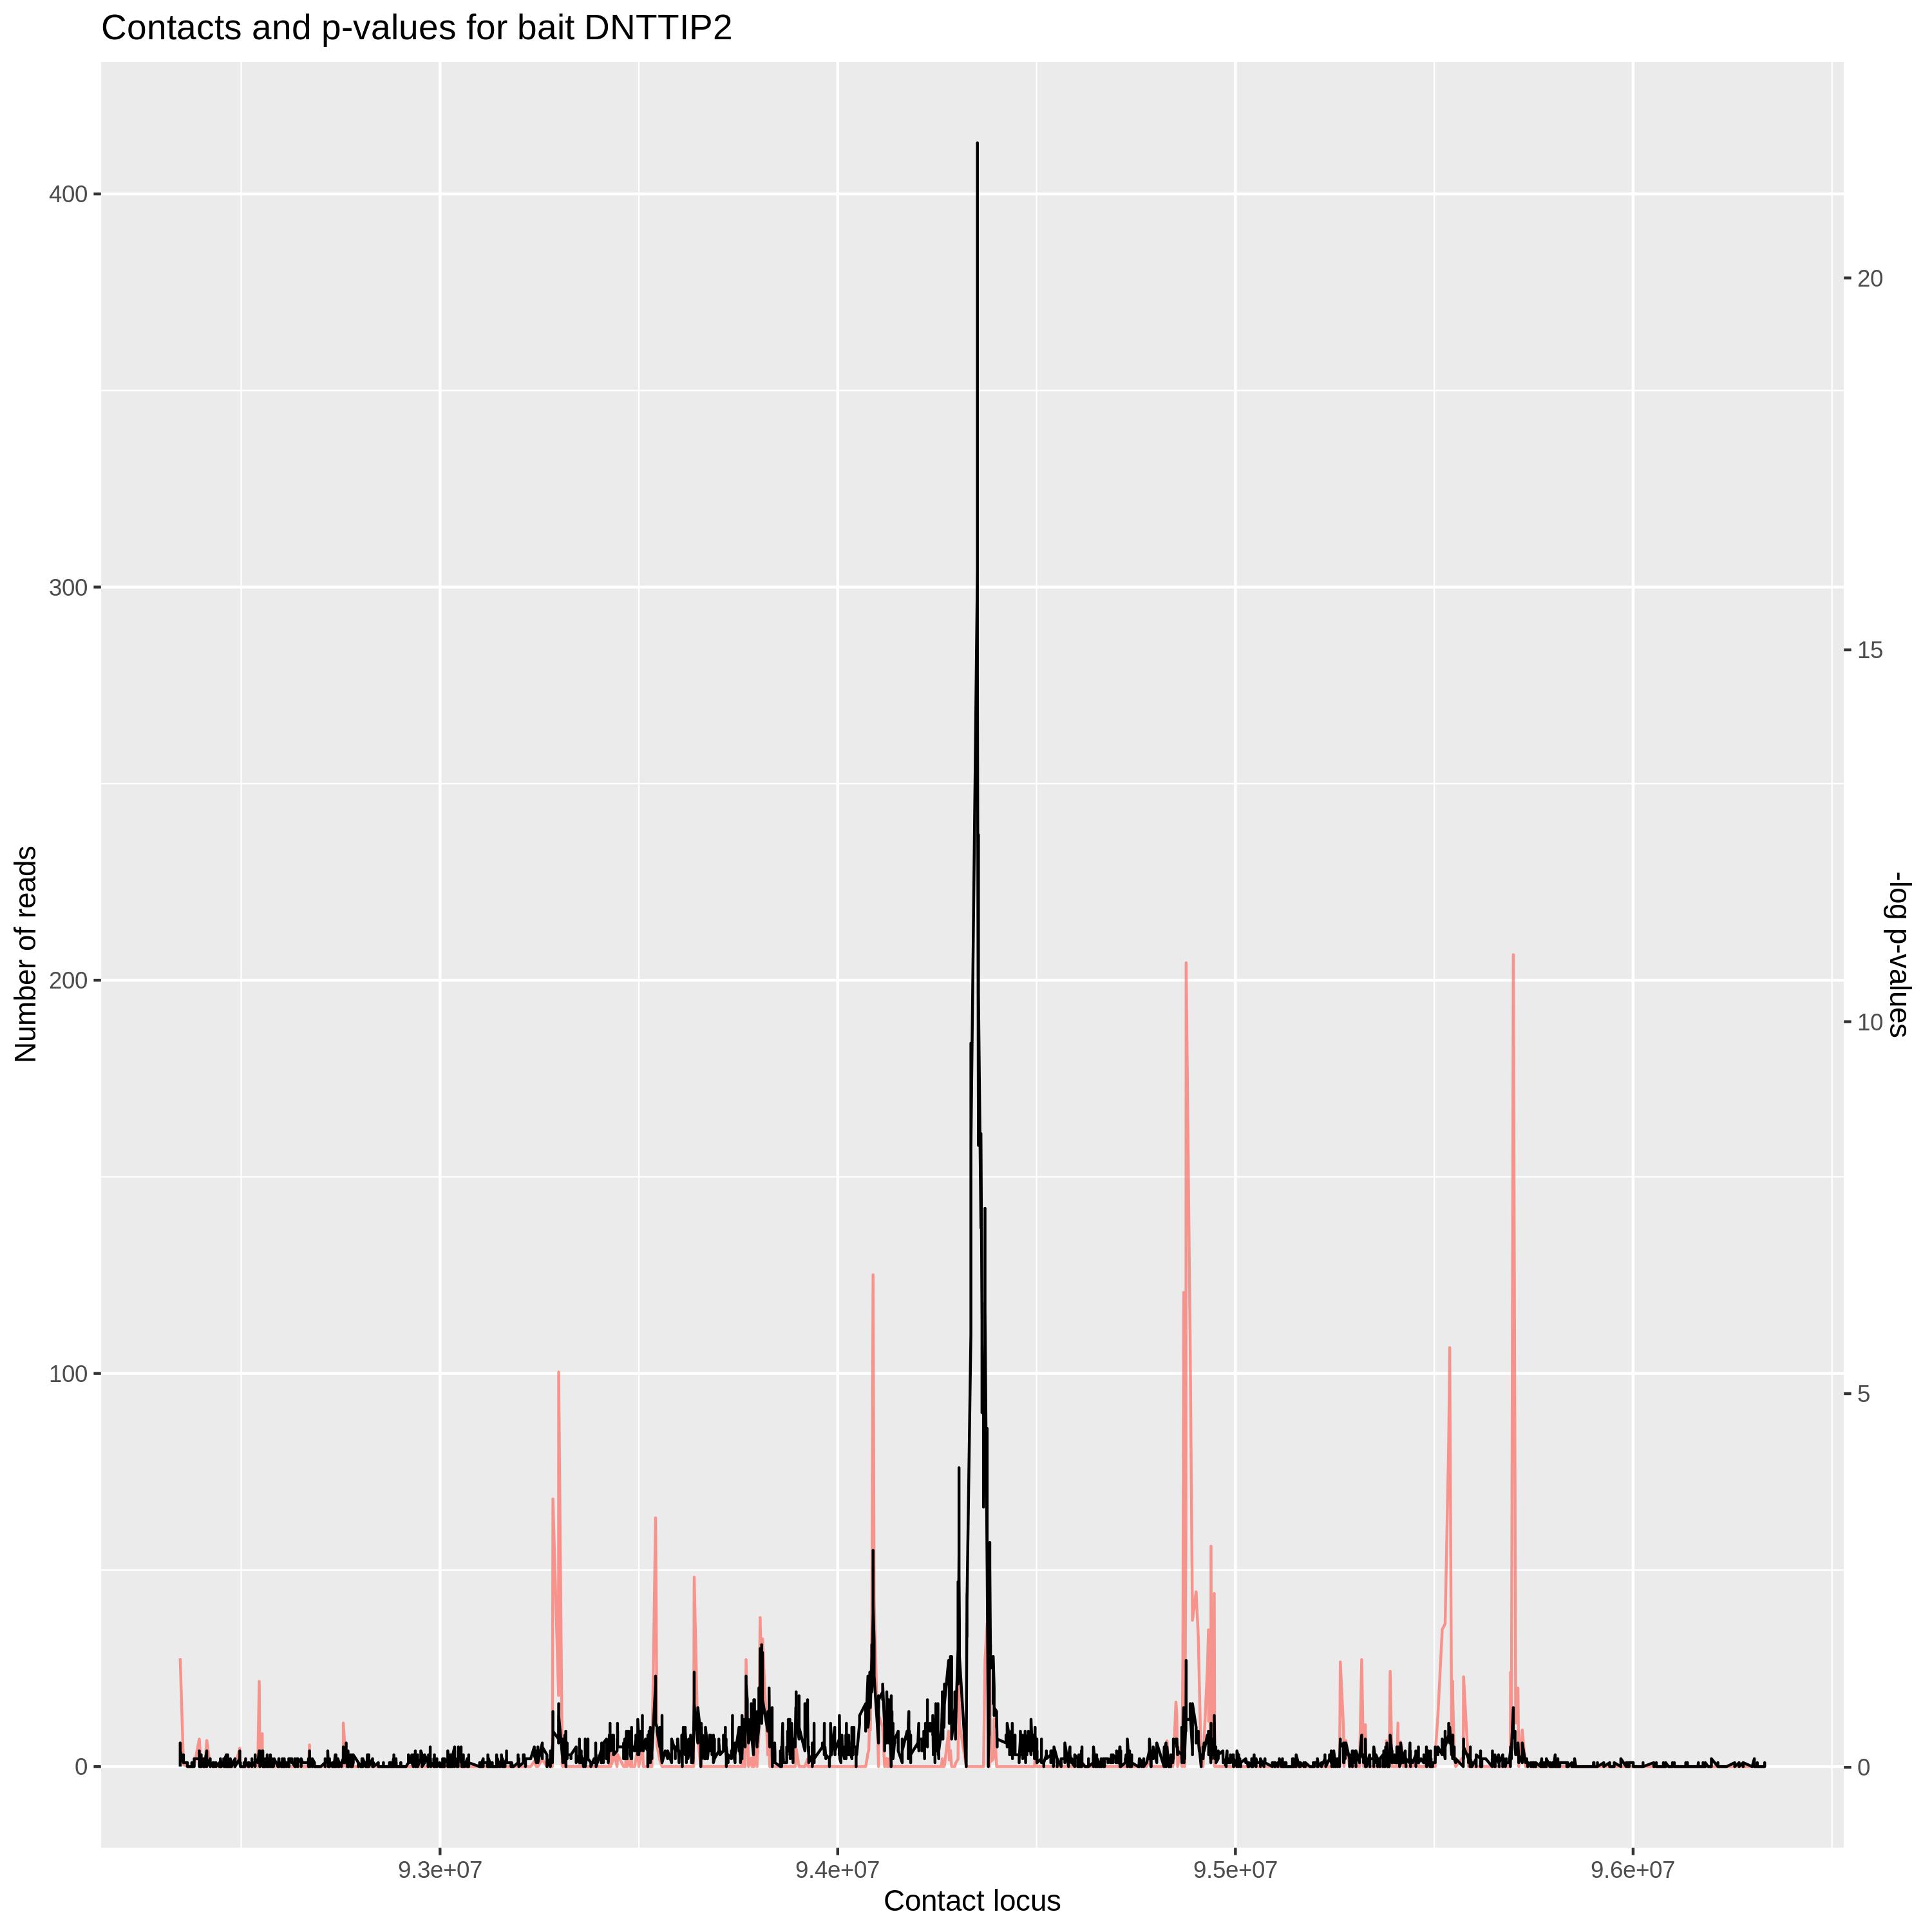 Contacts and p-values for bait DNTTIP2
400
300
200
100
0
Number of reads
20
15
10
5
0
-log p-values
9.3e+07
9.4e+07
9.5e+07
9.6e+07
Contact locus